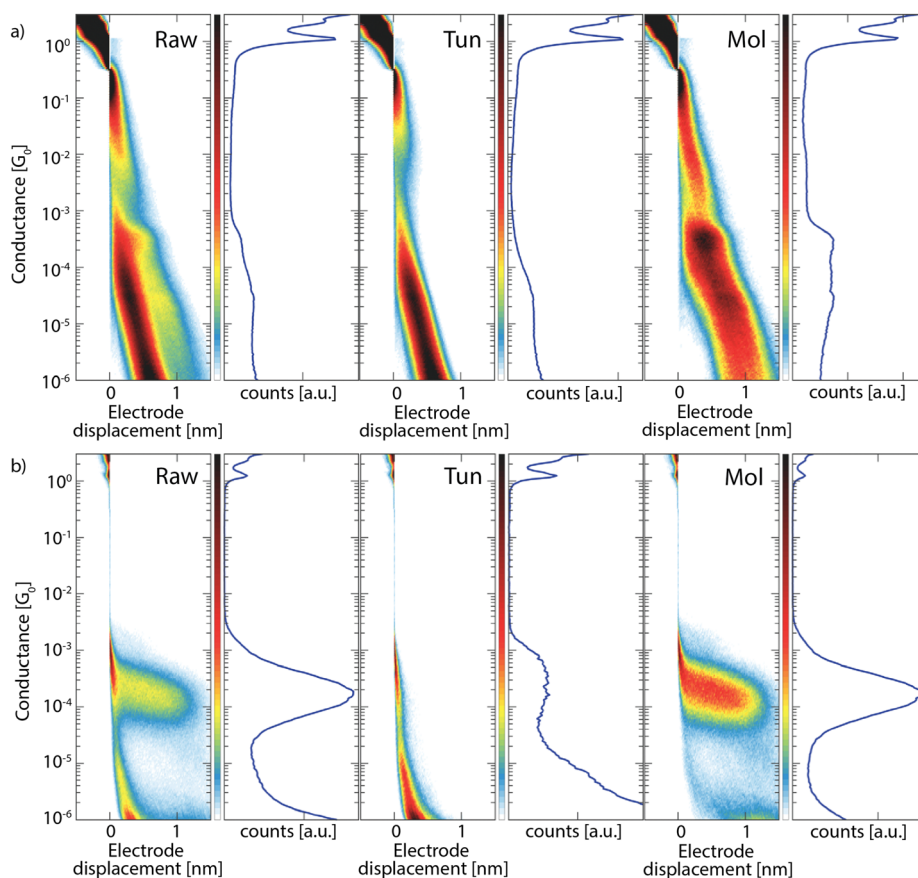 a)
Raw
Tun
Mol
10⁰
10⁻¹
10⁻²
10⁻³
10⁻⁴
10⁻⁵
10⁻⁶
Conductance [G₀]
0 1
counts [a.u.]
0 1
counts [a.u.]
0 1
counts [a.u.]
Electrode
displacement [nm]
Electrode
displacement [nm]
Electrode
displacement [nm]
b)
Raw
Tun
Mol
10⁰
10⁻¹
10⁻²
10⁻³
10⁻⁴
10⁻⁵
10⁻⁶
Conductance [G₀]
0 1
counts [a.u.]
0 1
counts [a.u.]
0 1
counts [a.u.]
Electrode
displacement [nm]
Electrode
displacement [nm]
Electrode
displacement [nm]